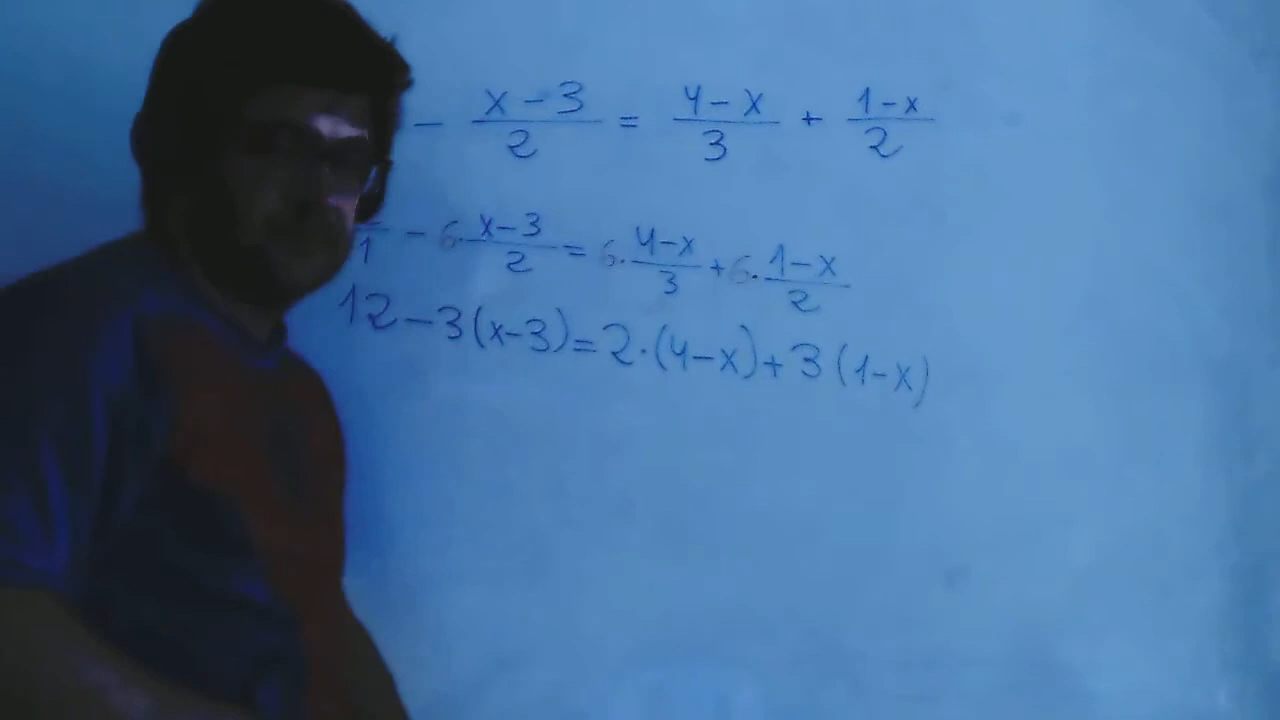 - x-3/2 = 4-x/3 + 1-x/2
1 - 6·x-3/2 = 6·4-x/3 + 6·1-x/2
12-3(x-3)=2·(4-x)+3(1-x)